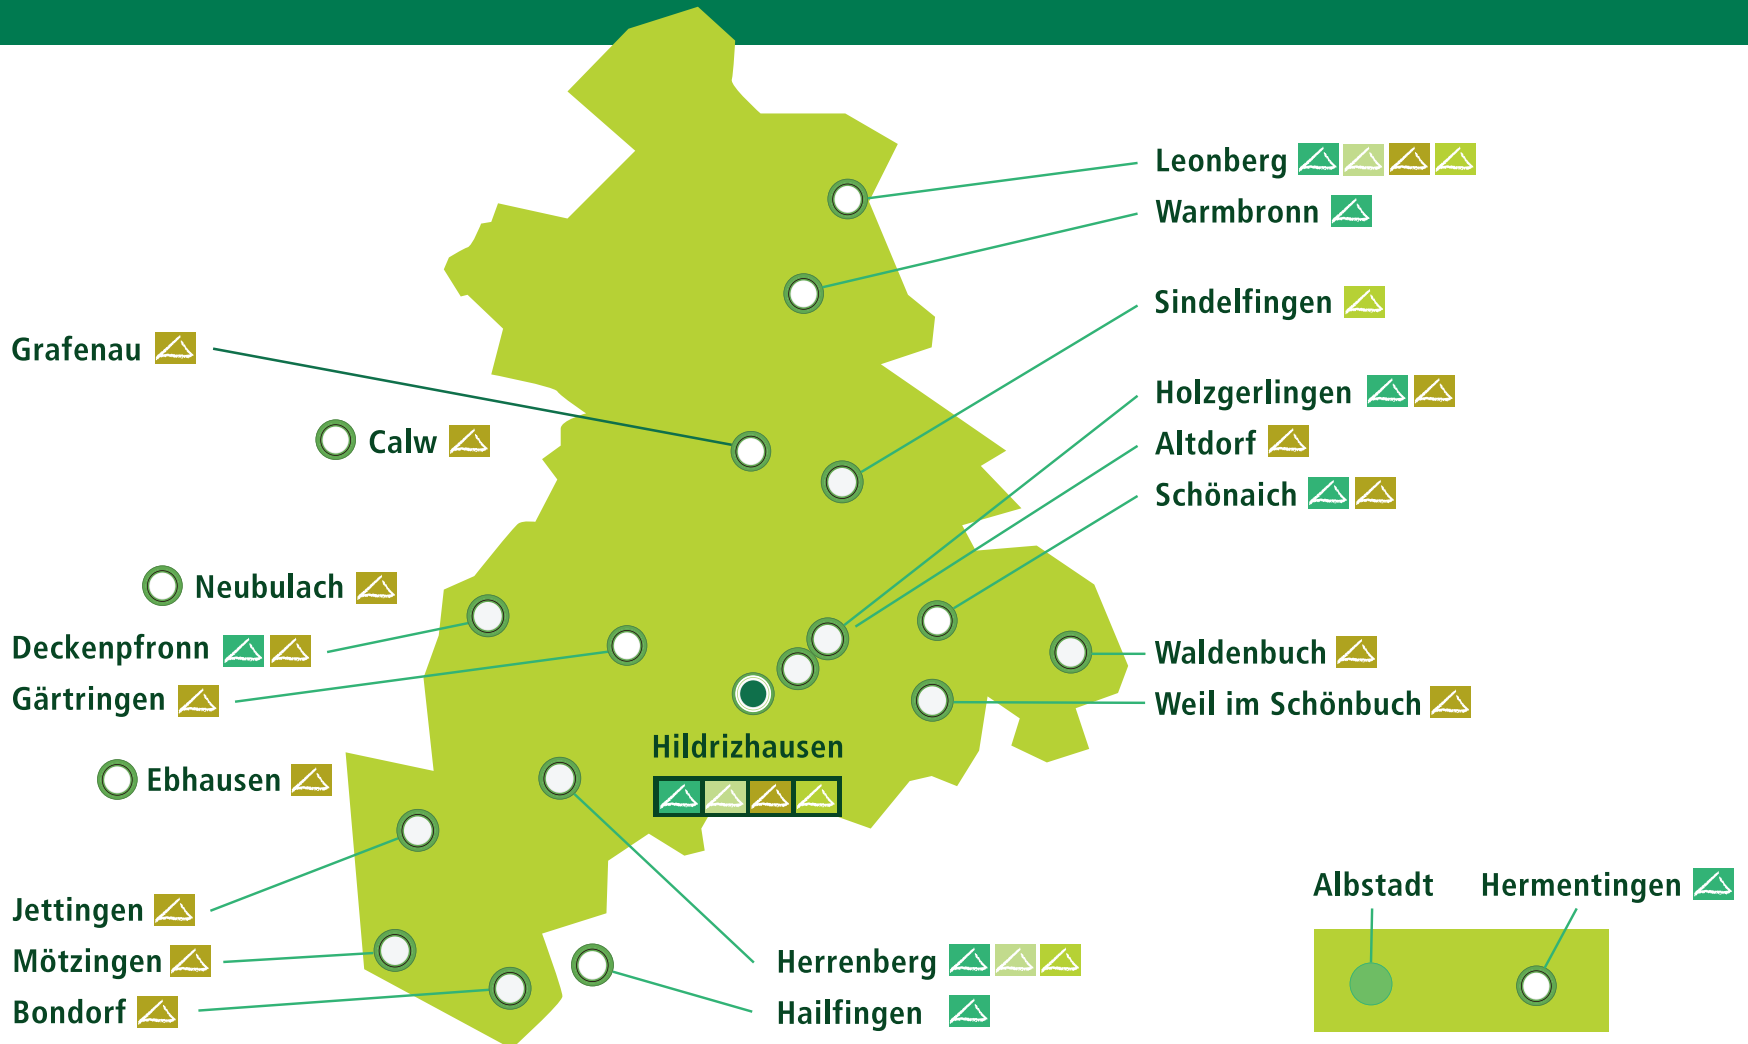 Leonberg
Warmbronn
Sindelfingen
Grafenau
Holzgerlingen
Calw
Altdorf
Schönaich
Neubulach
Deckenpfronn
Waldenbuch
Gärtringen
Weil im Schönbuch
Hildrizhausen
Ebhausen
Albstadt
Hermentingen
Jettingen
Mötzingen
Herrenberg
Bondorf
Hailfingen